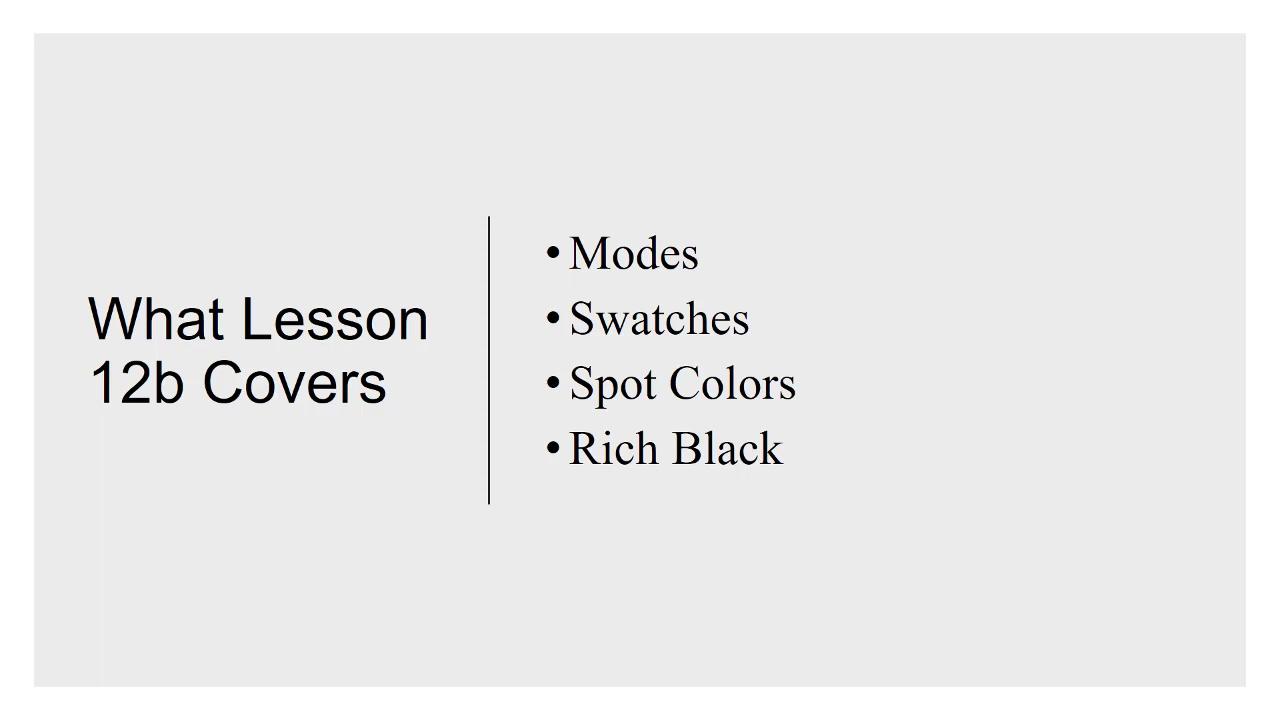 What Lesson
12b Covers
• Modes
• Swatches
• Spot Colors
• Rich Black